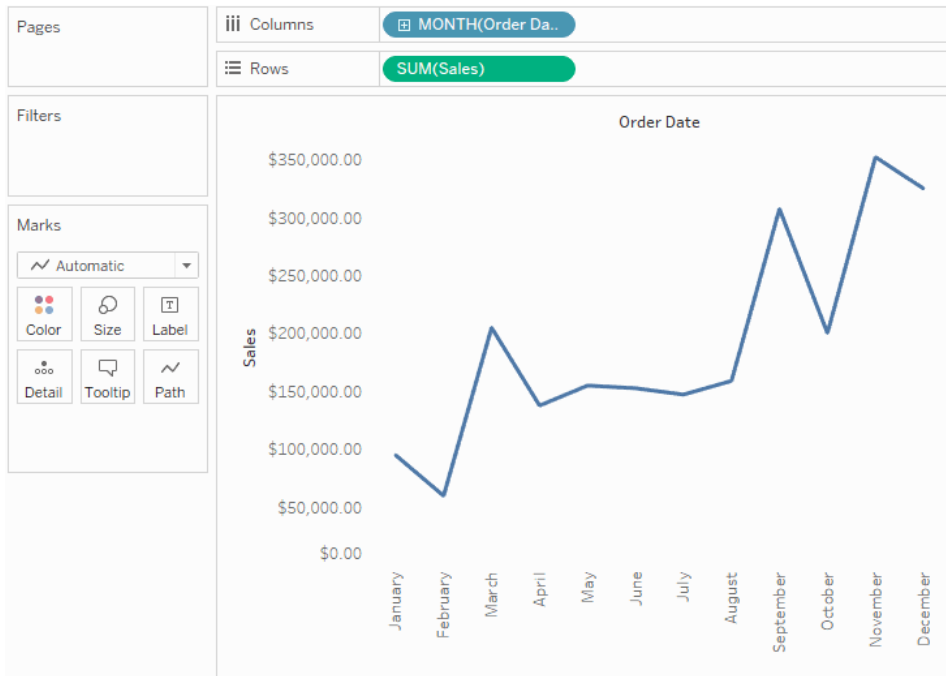 Pages
Columns
MONTH(Order Da..
Rows
SUM(Sales)
Filters
Marks
Automatic
Color
Size
Label
Detail
Tooltip
Path
Order Date
Sales
$350,000.00
$300,000.00
$250,000.00
$200,000.00
$150,000.00
$100,000.00
$50,000.00
$0.00
January
February
March
April
May
June
July
August
September
October
November
December